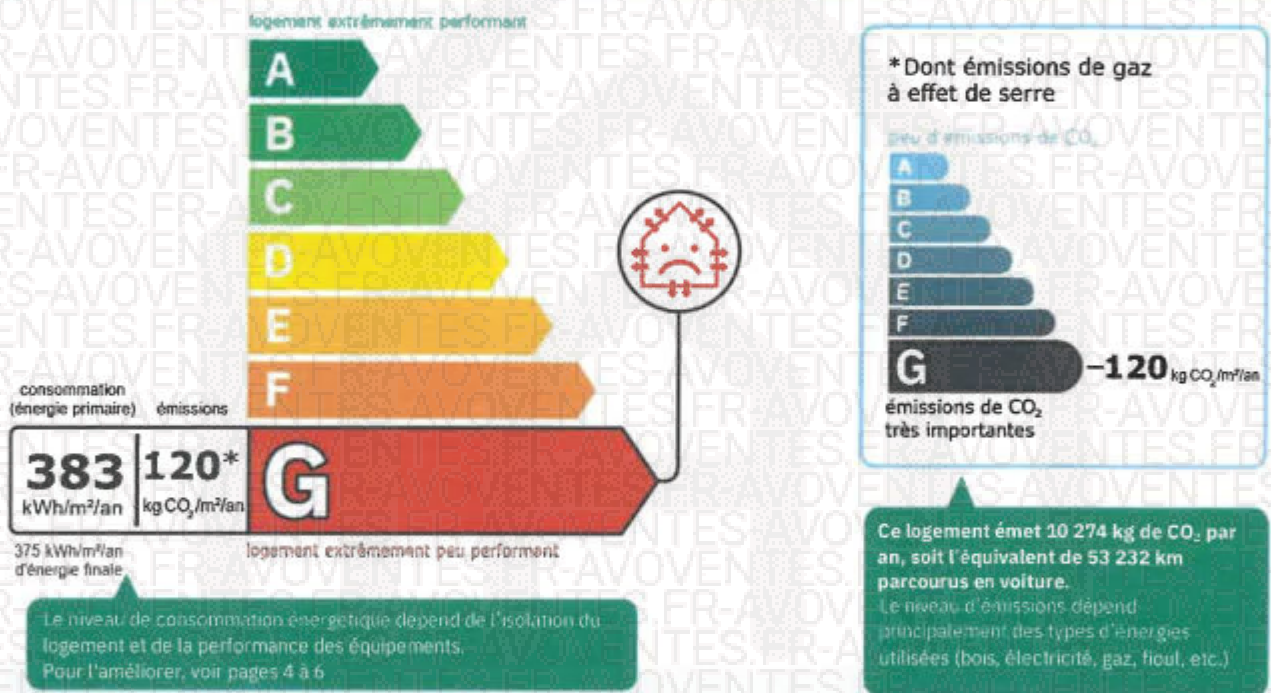 logement extrêmement performant
A
B
C
D
E
F
G
consommation
(énergie primaire)
émissions
383
kWh/m²/an
120*
kg CO₂/m²/an
375 kWh/m²/an
d'énergie finale
logement extrêmement peu performant
Le niveau de consommation énergétique dépend de l'isolation du
logement et de la performance des équipements.
Pour l'améliorer, voir pages 4 à 6
*Dont émissions de gaz
à effet de serre
peu d'émissions de CO₂
A
B
C
D
E
F
G
–120 kg CO₂/m²/an
émissions de CO₂
très importantes
Ce logement émet 10 274 kg de CO₂ par
an, soit l'équivalent de 53 232 km
parcourus en voiture.
Le niveau d'émissions dépend
principalement des types d'énergies
utilisées (bois, électricité, gaz, fioul, etc.)